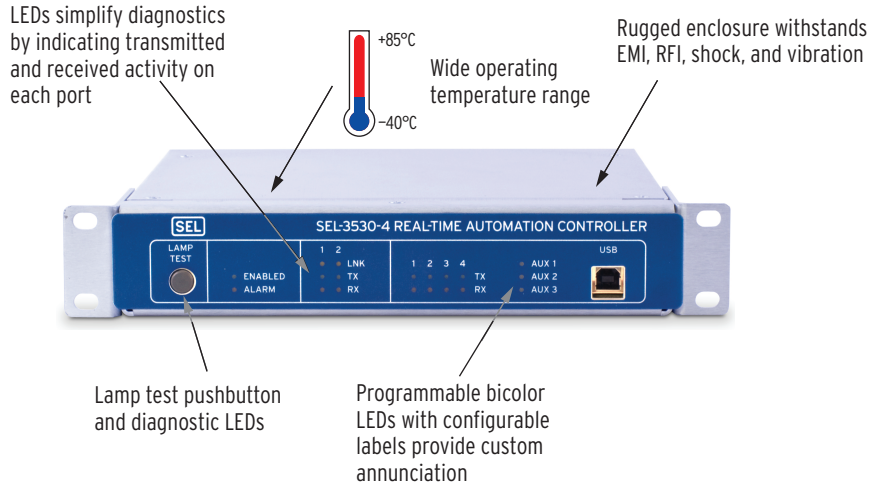 LEDs simplify diagnostics
by indicating transmitted
and received activity on
each port
+85°C
–40°C
Wide operating
temperature range
Rugged enclosure withstands
EMI, RFI, shock, and vibration
SEL
SEL-3530-4 REAL-TIME AUTOMATION CONTROLLER
LAMP
TEST
ENABLED
ALARM
1 2
LNK
TX
RX
1 2 3 4
TX
RX
AUX 1
AUX 2
AUX 3
USB
Lamp test pushbutton
and diagnostic LEDs
Programmable bicolor
LEDs with configurable
labels provide custom
annunciation